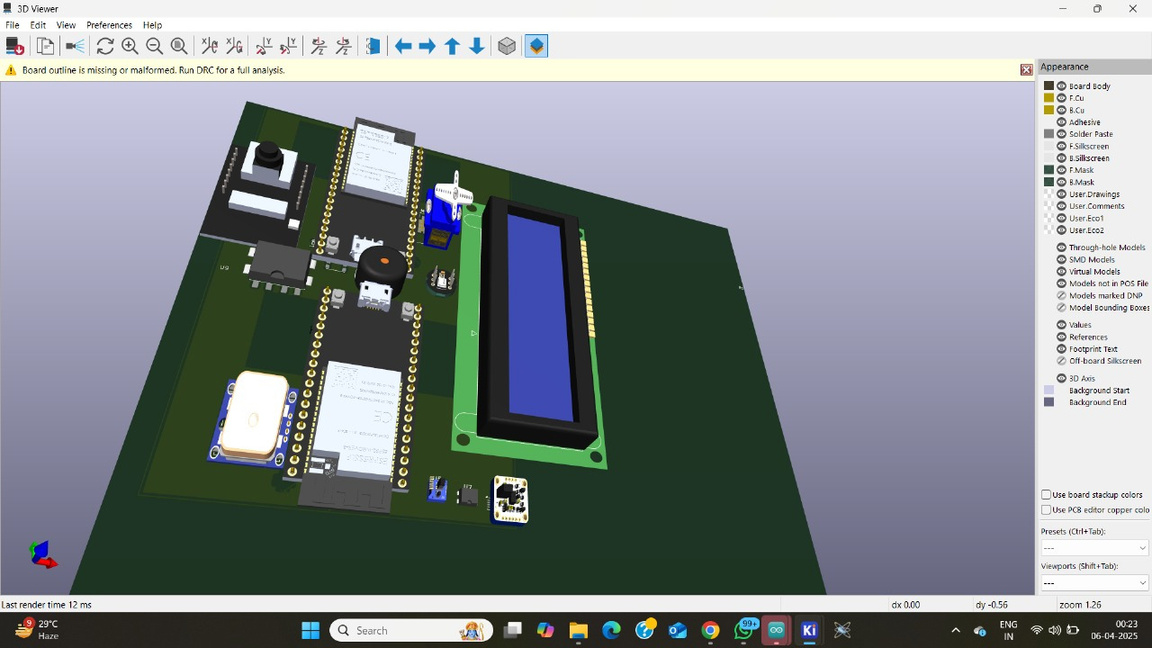 3D Viewer
File Edit View Preferences Help
Board outline is missing or malformed. Run DRC for a full analysis.
Appearance
Board Body
F.Cu
B.Cu
Adhesive
Solder Paste
F.Silkscreen
B.Silkscreen
F.Mask
B.Mask
User.Drawings
User.Comments
User.Eco1
User.Eco2
Through-hole Models
SMD Models
Virtual Models
Models not in POS File
Models marked DNP
Model Bounding Boxes
Values
References
Footprint Text
Off-board Silkscreen
3D Axis
Background Start
Background End
Use board stackup colors
Use PCB editor copper colo
Presets (Ctrl+Tab):
---
Viewports (Shift+Tab):
---
Last render time 12 ms
dx 0.00
dy -0.56
zoom 1.26
9
29°C
Haze
Search
99+
Ki
ENG
IN
00:23
06-04-2025